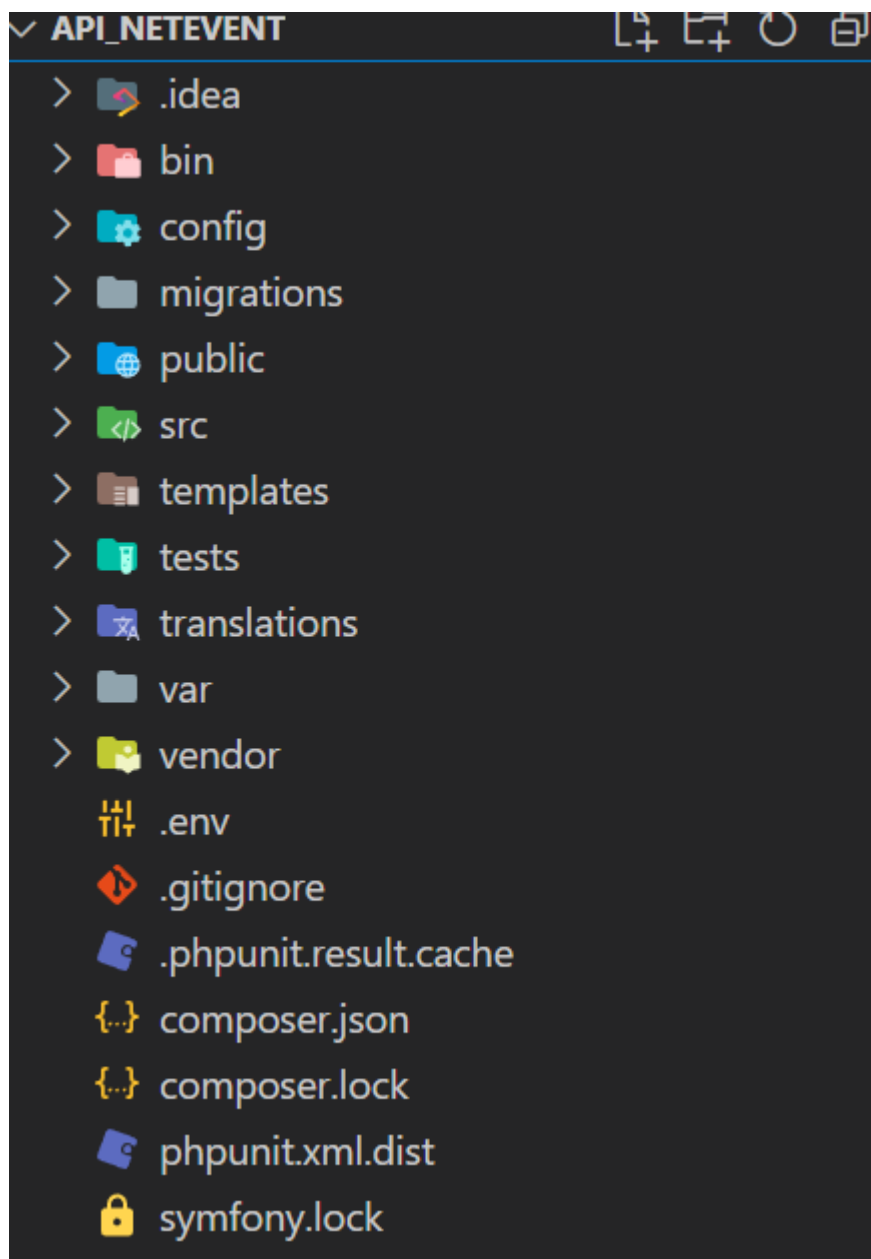 API_NETEVENT
.idea
bin
config
migrations
public
src
templates
tests
translations
var
vendor
.env
.gitignore
.phpunit.result.cache
composer.json
composer.lock
phpunit.xml.dist
symfony.lock